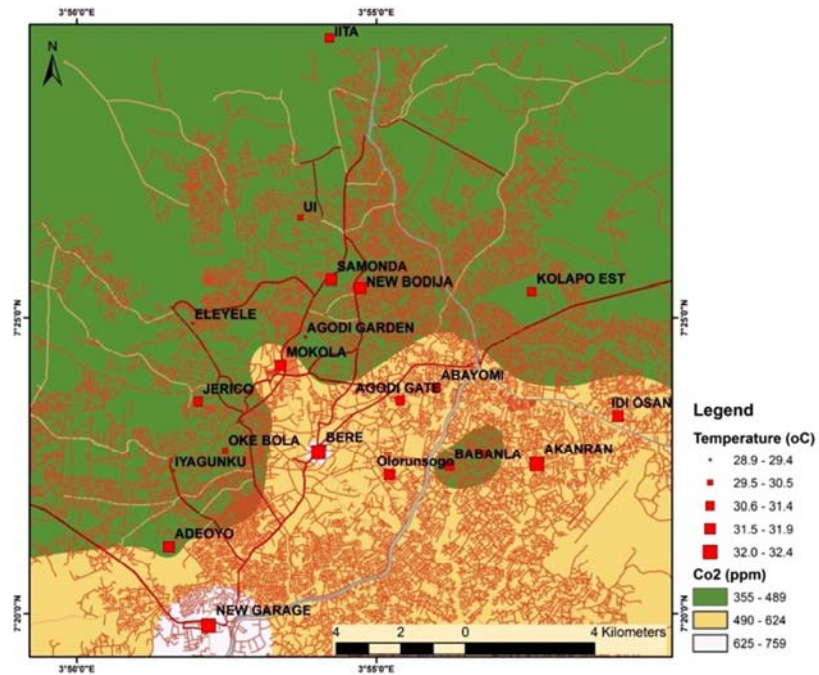 3°50'0"E 3°55'0"E
N
IITA
UI
SAMONDA
NEW BODIJA
KOLAPO EST
ELEYELE
7°25'0"N 7°25'0"N
AGODI GARDEN
MOKOLA
ABAYOMI
JERICO
AGODI GATE
IDI OSAN
OKE BOLA
BERE
IYAGUNKU
Olorunsogo
BABANLA
AKANRAN
ADEOYO
NEW GARAGE
7°20'0"N 7°20'0"N
4 2 0 4 Kilometers
3°50'0"E 3°55'0"E
Legend
Temperature (oC)
28.9 - 29.4
29.5 - 30.5
30.6 - 31.4
31.5 - 31.9
32.0 - 32.4
Co2 (ppm)
355 - 489
490 - 624
625 - 759